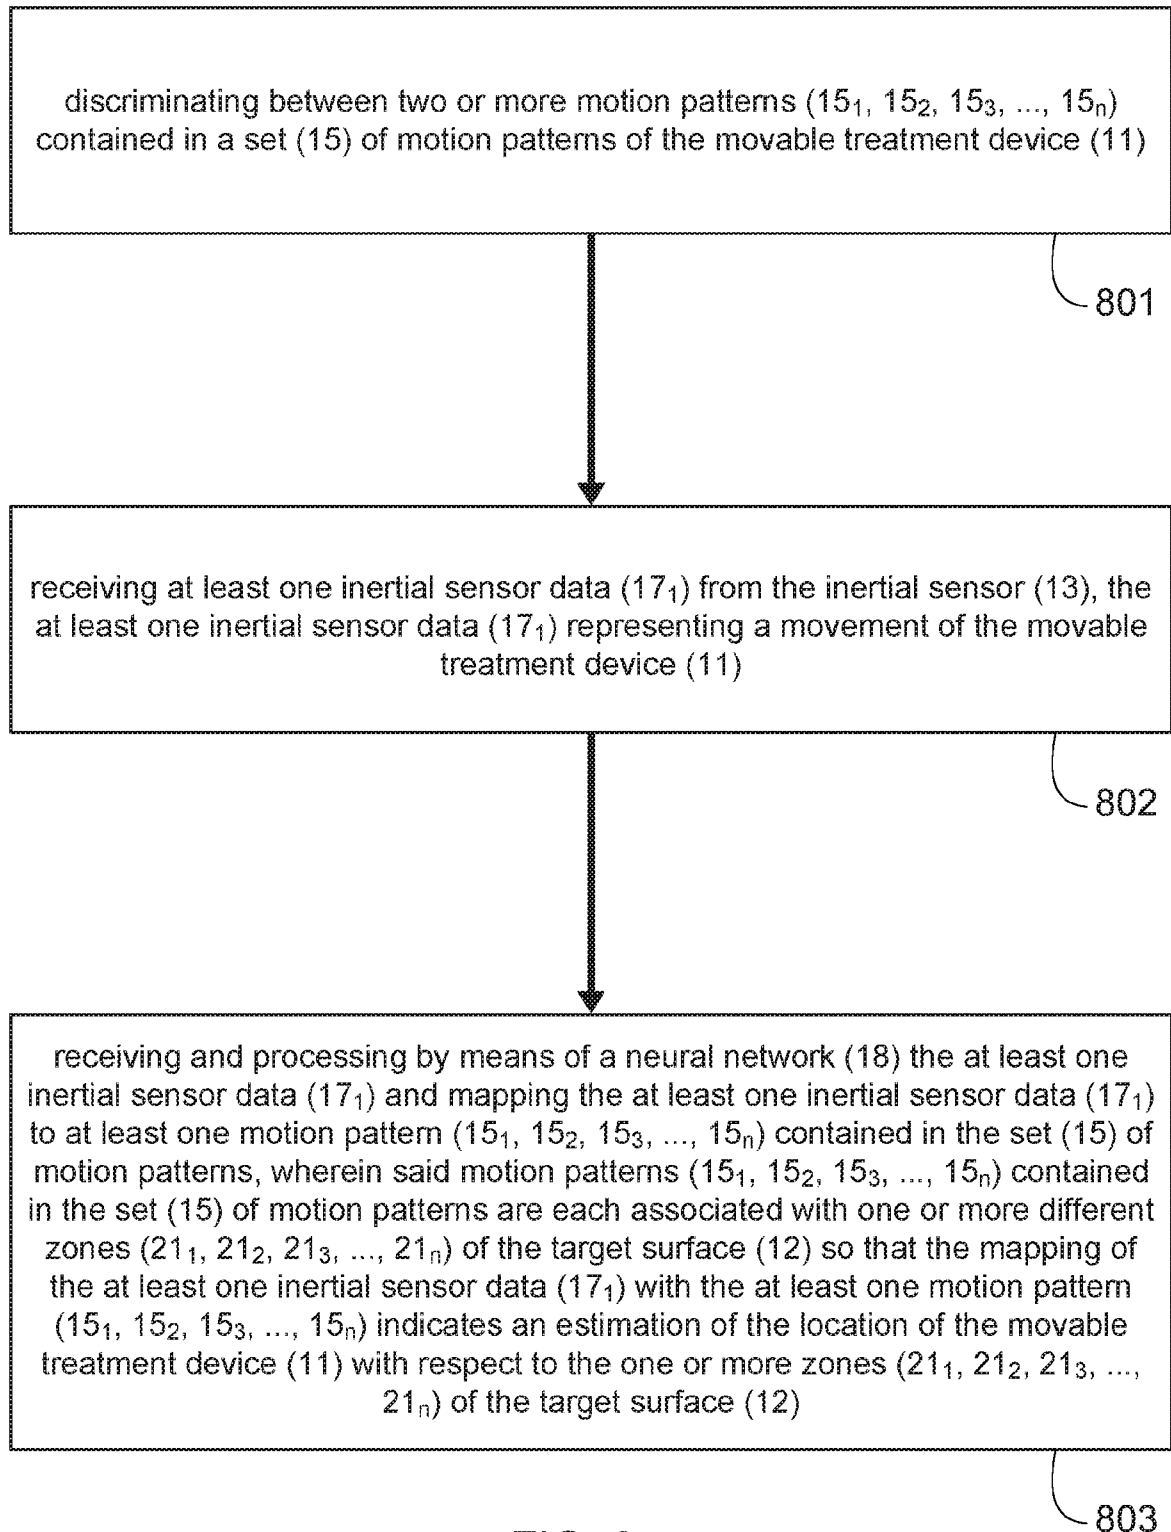 discriminating between two or more motion patterns (15₁, 15₂, 15₃, ..., 15ₙ)
contained in a set (15) of motion patterns of the movable treatment device (11)
801
receiving at least one inertial sensor data (17₁) from the inertial sensor (13), the
at least one inertial sensor data (17₁) representing a movement of the movable
treatment device (11)
802
receiving and processing by means of a neural network (18) the at least one
inertial sensor data (17₁) and mapping the at least one inertial sensor data (17₁)
to at least one motion pattern (15₁, 15₂, 15₃, ..., 15ₙ) contained in the set (15) of
motion patterns, wherein said motion patterns (15₁, 15₂, 15₃, ..., 15ₙ) contained
in the set (15) of motion patterns are each associated with one or more different
zones (21₁, 21₂, 21₃, ..., 21ₙ) of the target surface (12) so that the mapping of
the at least one inertial sensor data (17₁) with the at least one motion pattern
(15₁, 15₂, 15₃, ..., 15ₙ) indicates an estimation of the location of the movable
treatment device (11) with respect to the one or more zones (21₁, 21₂, 21₃, ...,
21ₙ) of the target surface (12)
803